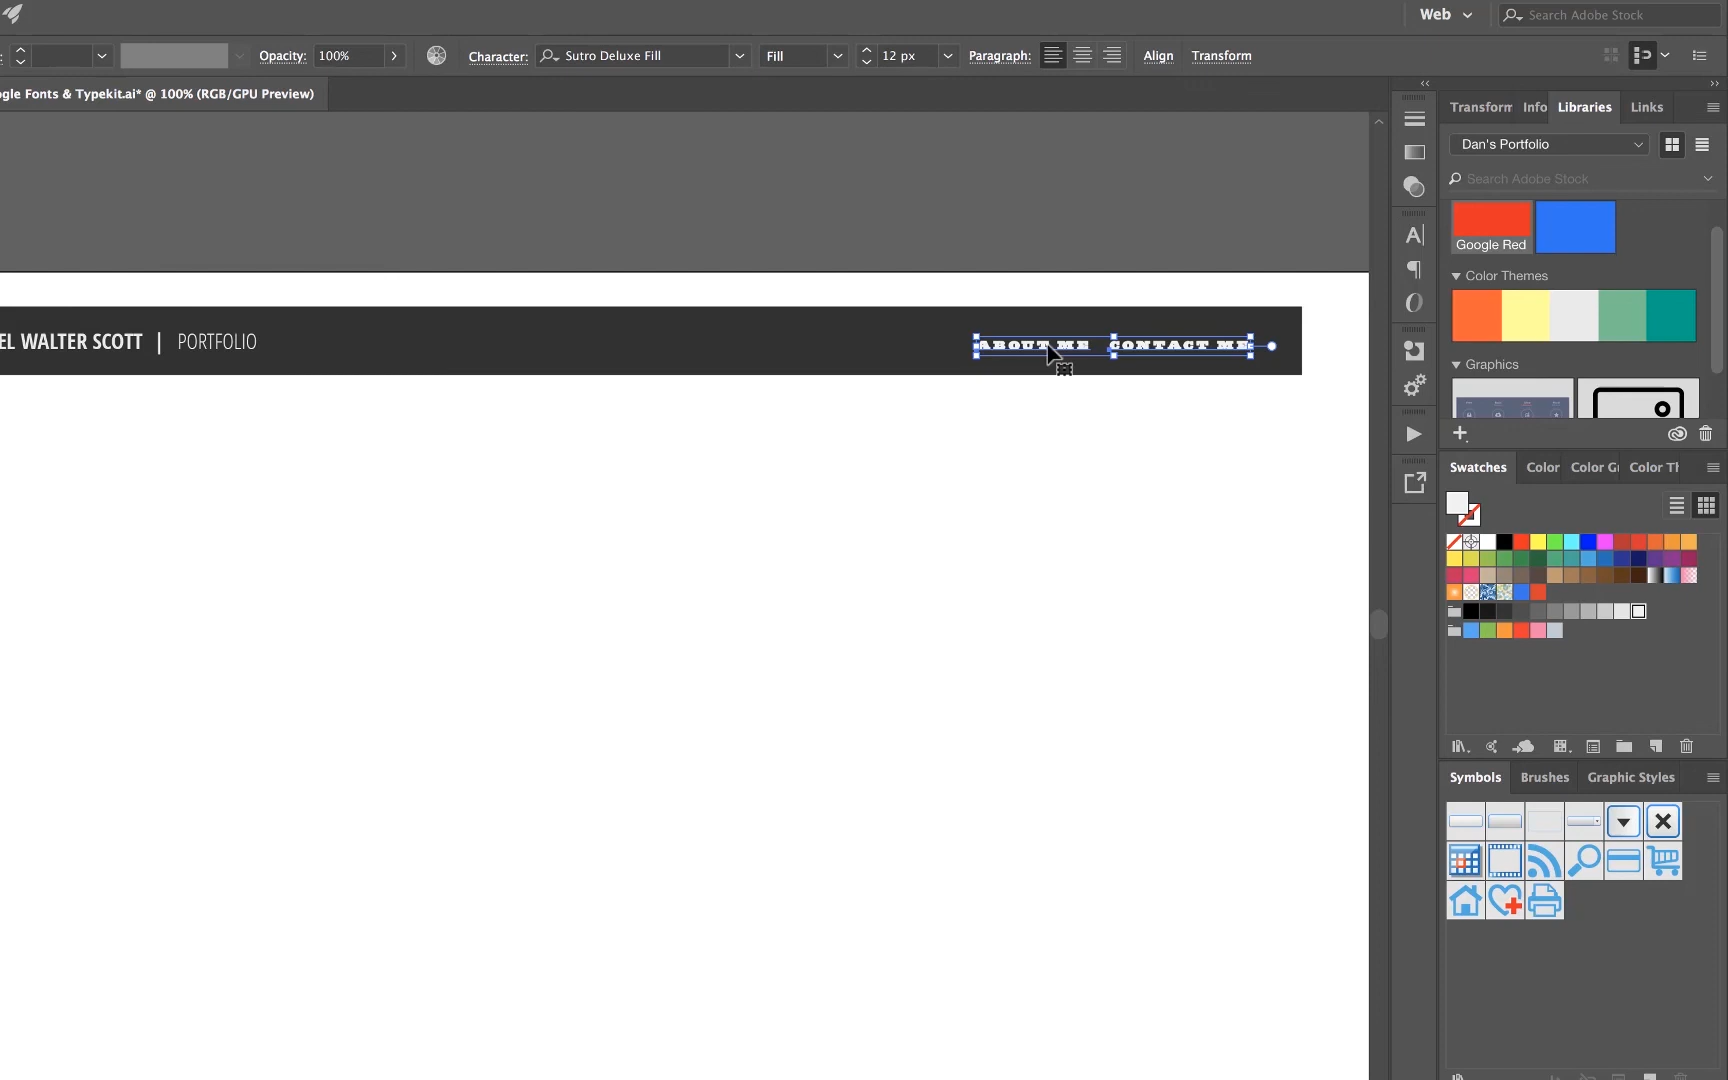 Web
Search Adobe Stock
:
Opacity:
100%
Character:
Sutro Deluxe Fill
Fill
12 px
Paragraph:
Align
Transform
gle Fonts & Typekit.ai* @ 100% (RGB/GPU Preview)
Transform
Info
Libraries
Links
Dan's Portfolio
Search Adobe Stock
Google Red
Color Themes
Graphics
EL WALTER SCOTT | PORTFOLIO
ABOUT ME
CONTACT ME
Swatches
Color
Color Gu
Color Th
Symbols
Brushes
Graphic Styles